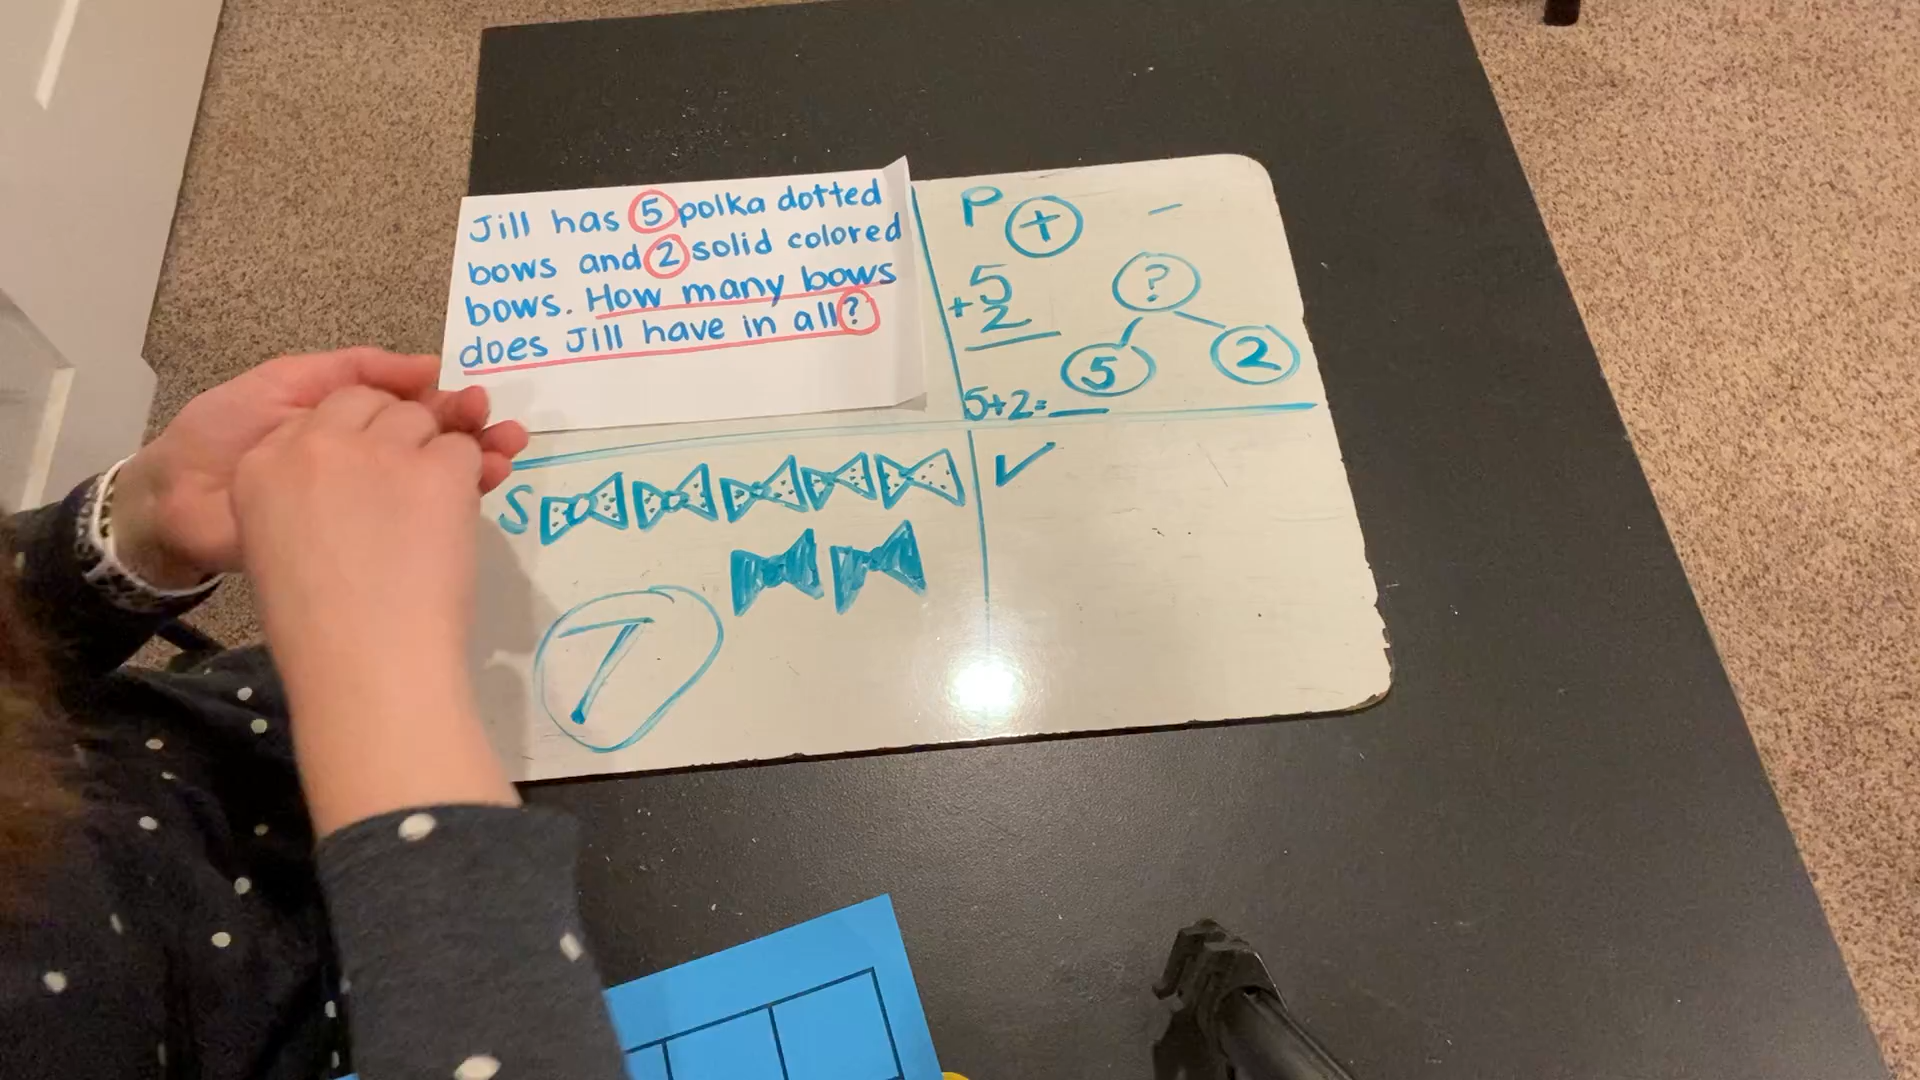 Jill has 5 polka dotted
bows and 2 solid colored
bows. How many bows
does Jill have in all?
P + -
5
+2
5+2=__
?
5 2
S
7
✓